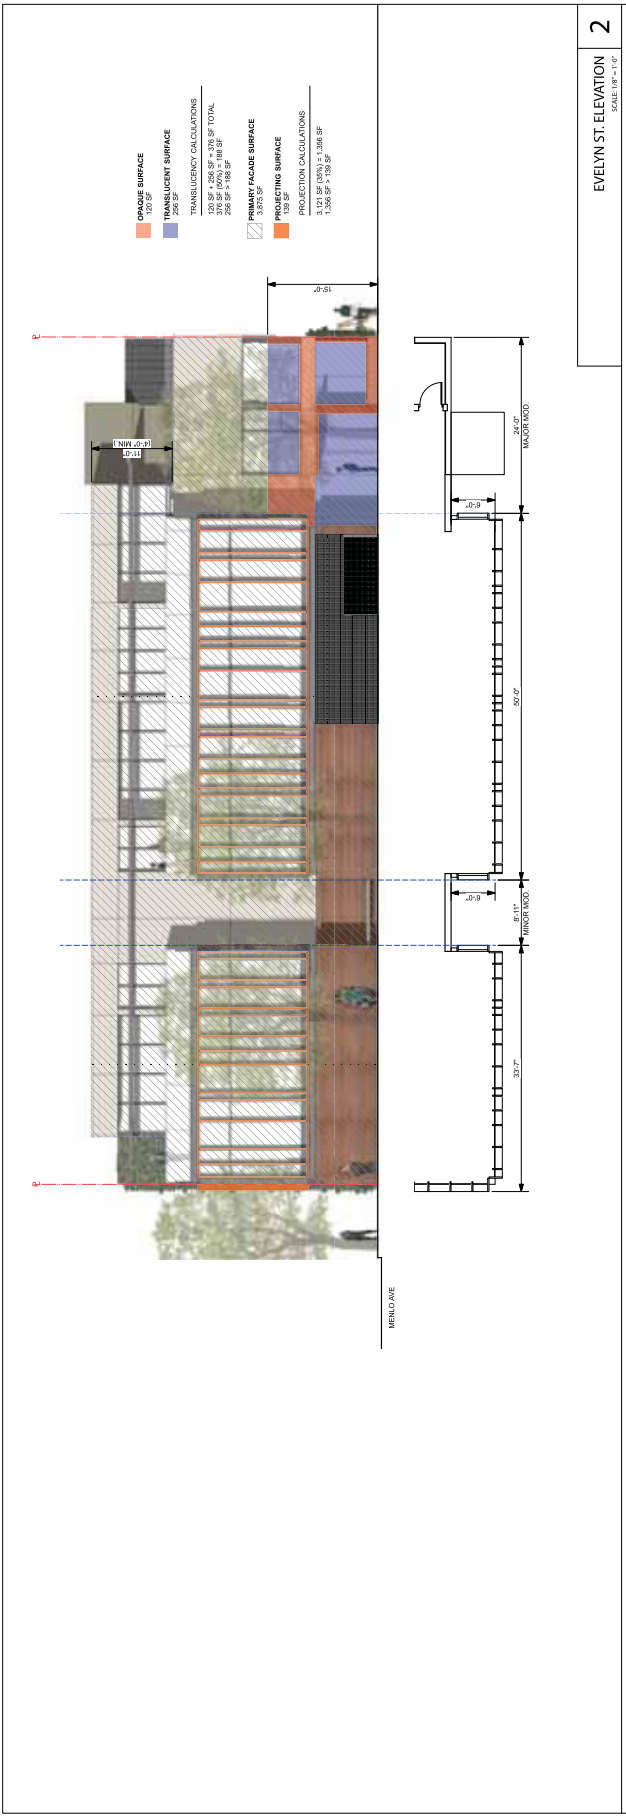 2
EVELYN ST. ELEVATION
SCALE: 1/8" = 1'-0"
OPAQUE SURFACE
120 SF
TRANSLUCENT SURFACE
256 SF
TRANSLUCENCY CALCULATIONS
120 SF + 256 SF = 376 SF TOTAL
376 SF (50%) = 188 SF
256 SF > 188 SF
PRIMARY FACADE SURFACE
3,875 SF
PROJECTING SURFACE
139 SF
PROJECTION CALCULATIONS
3,121 SF (35%) = 1,356 SF
1,356 SF > 139 SF
PL
PL
11'-0"
(4'-0" MIN.)
15'-0"
MENLO AVE
6'-0"
6'-0"
33'-7"
8'-11"
MINOR MOD.
50'-0"
24'-0"
MAJOR MOD.